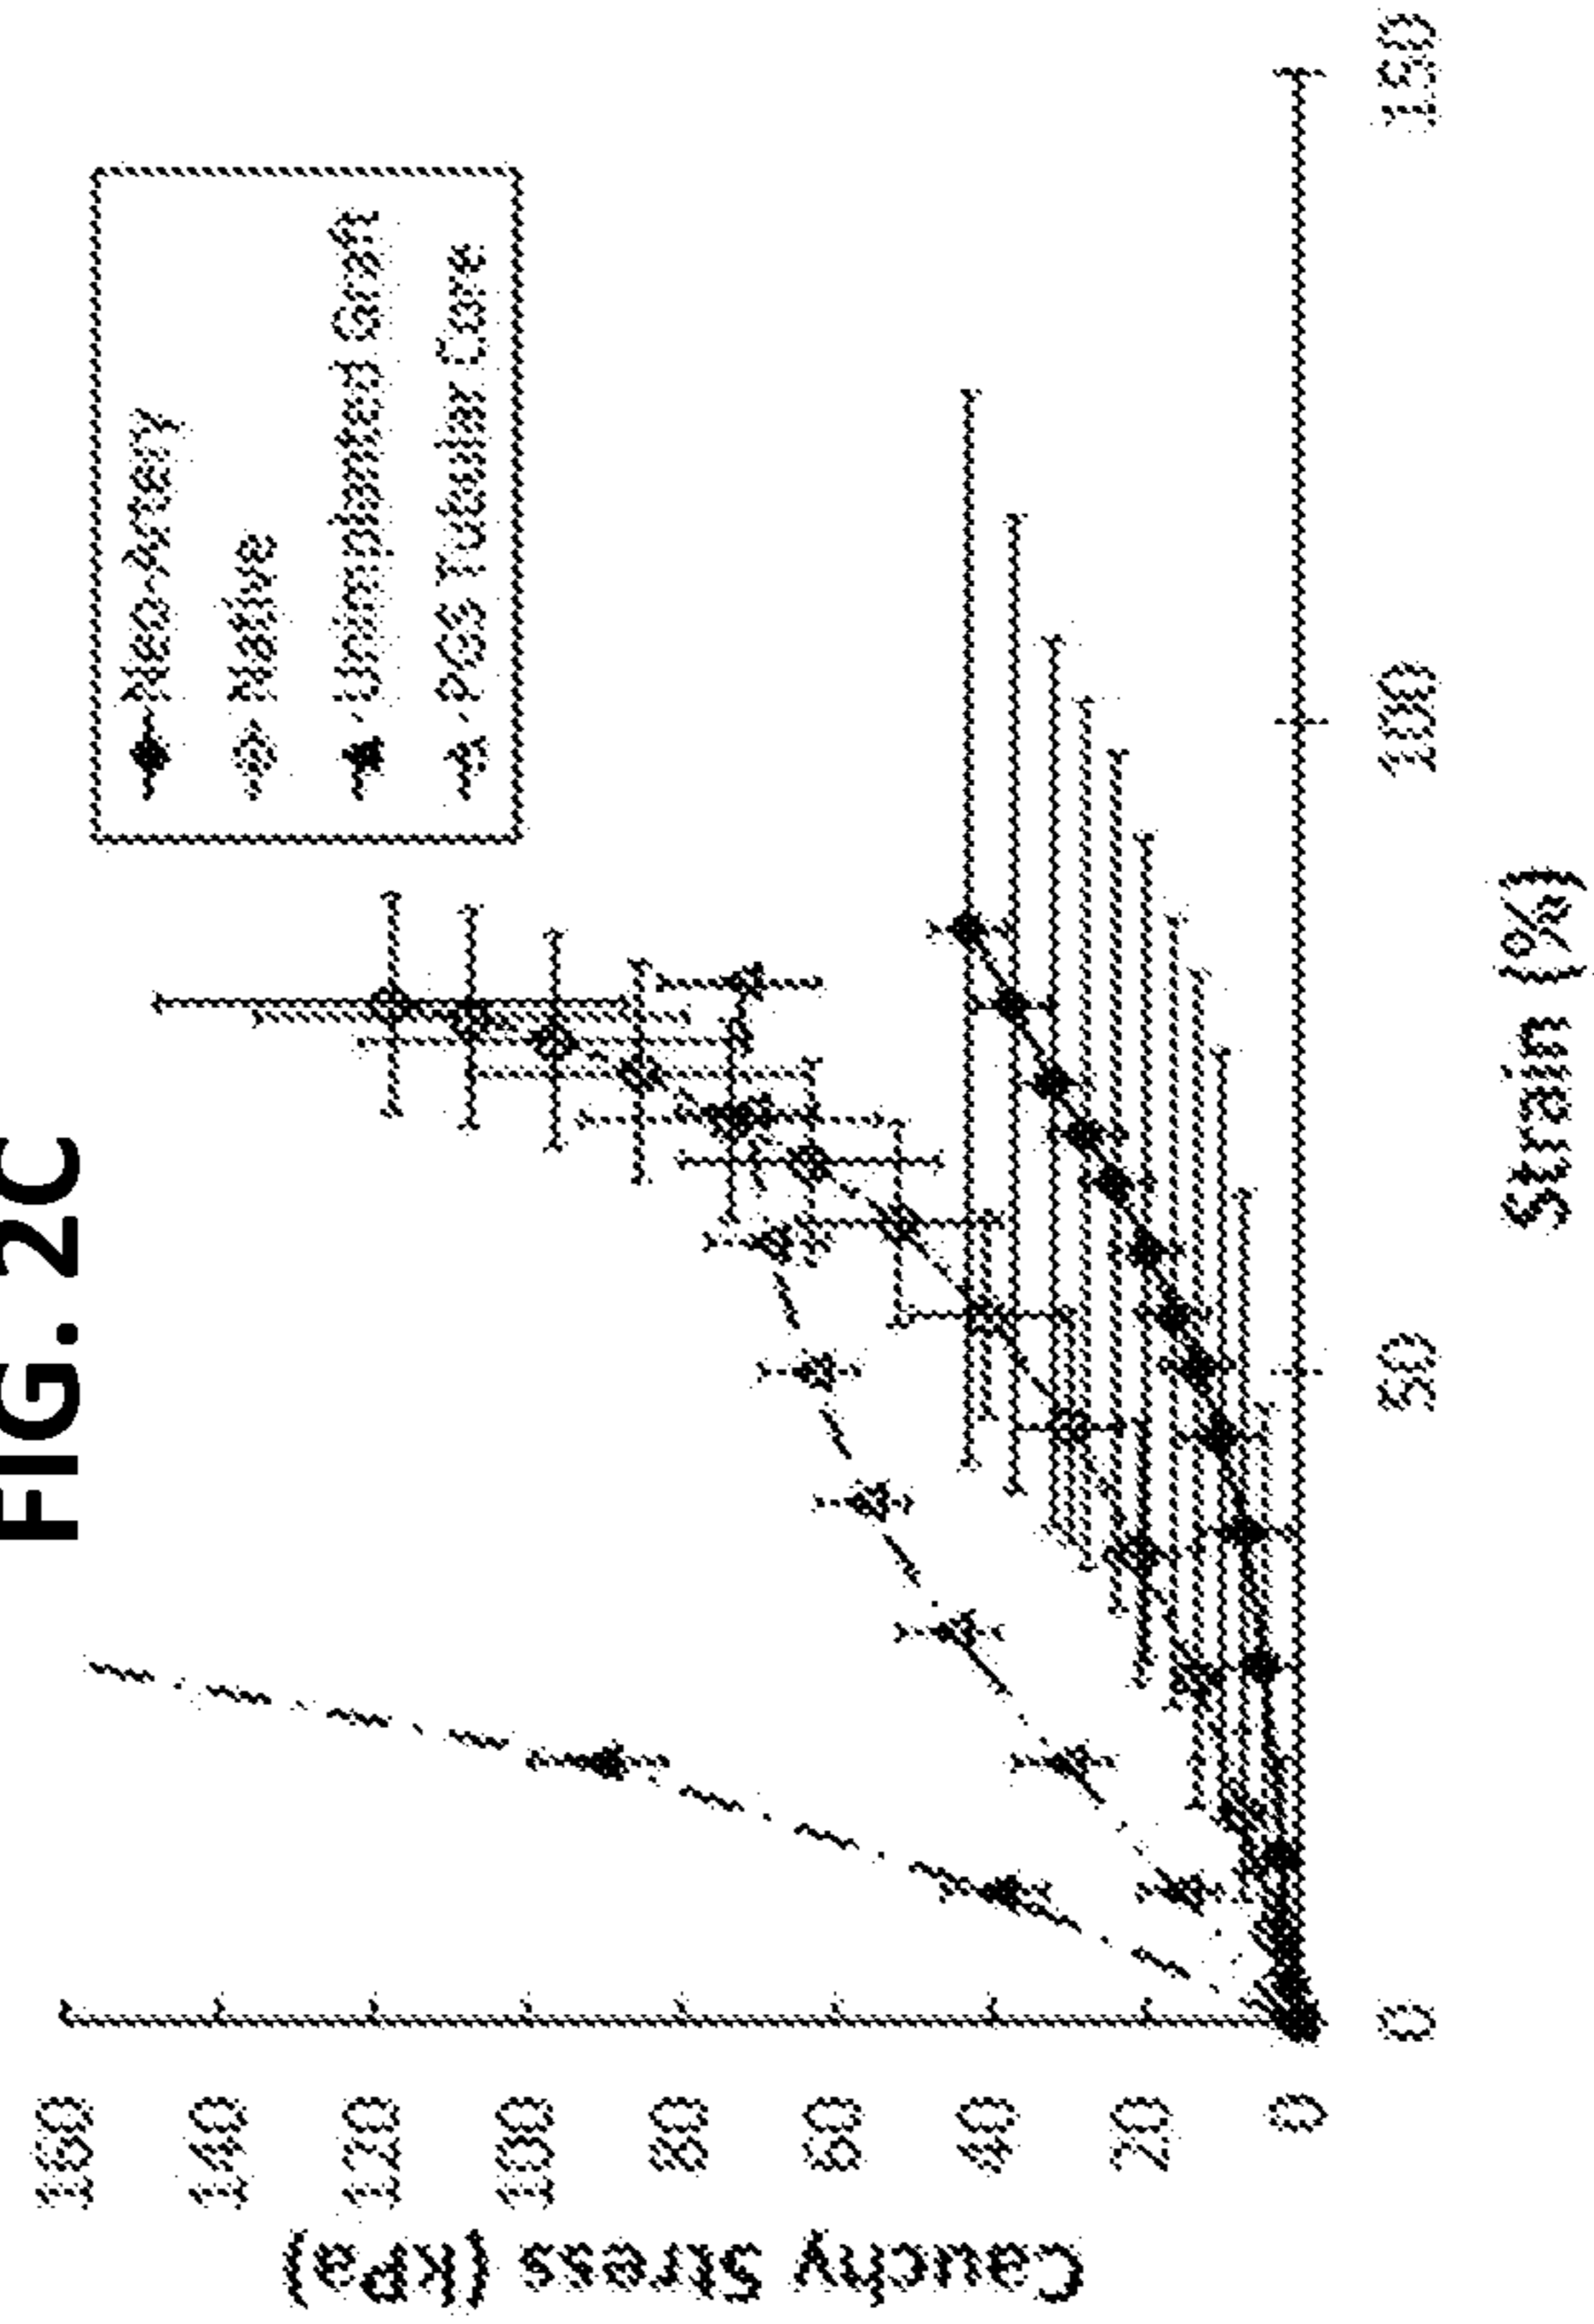 FIG. 2C
Cauchy Stress (kPa)
160
140
120
100
80
60
40
20
0
Neo-Artery
Native
Unimplanted Graft
PGS Tubular Core
0
50
100
150
Strain (%)